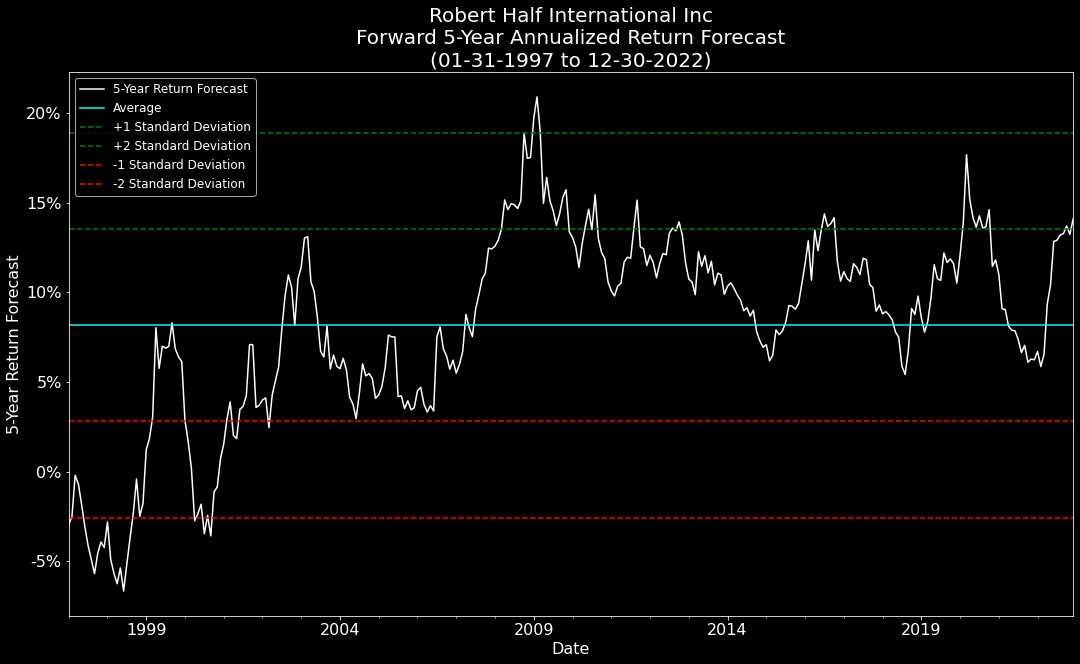 Robert Half International Inc
Forward 5-Year Annualized Return Forecast
(01-31-1997 to 12-30-2022)
5-Year Return Forecast
Average
+1 Standard Deviation
+2 Standard Deviation
-1 Standard Deviation
-2 Standard Deviation
20%
15%
10%
5%
0%
-5%
5-Year Return Forecast
1999
2004
2009
2014
2019
Date